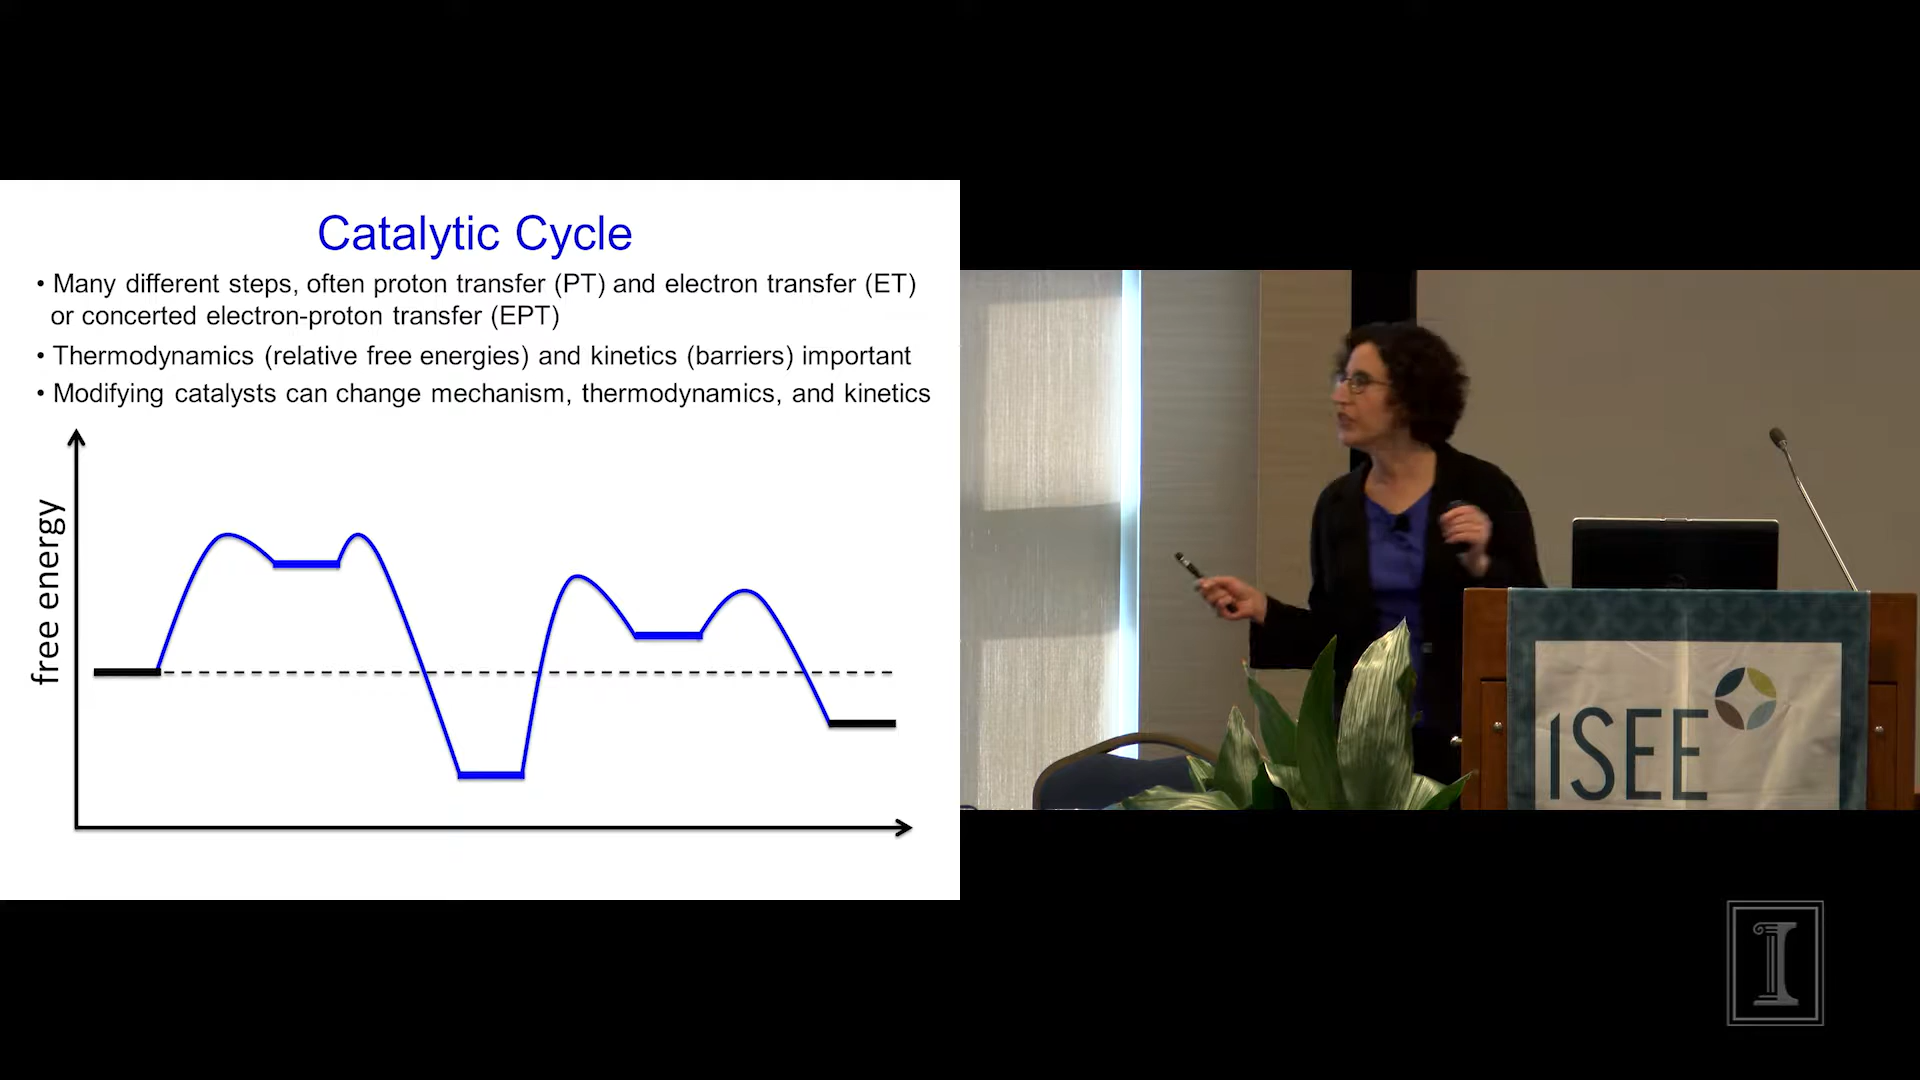 Catalytic Cycle
• Many different steps, often proton transfer (PT) and electron transfer (ET)
or concerted electron-proton transfer (EPT)
• Thermodynamics (relative free energies) and kinetics (barriers) important
• Modifying catalysts can change mechanism, thermodynamics, and kinetics
free energy
iSEE
I